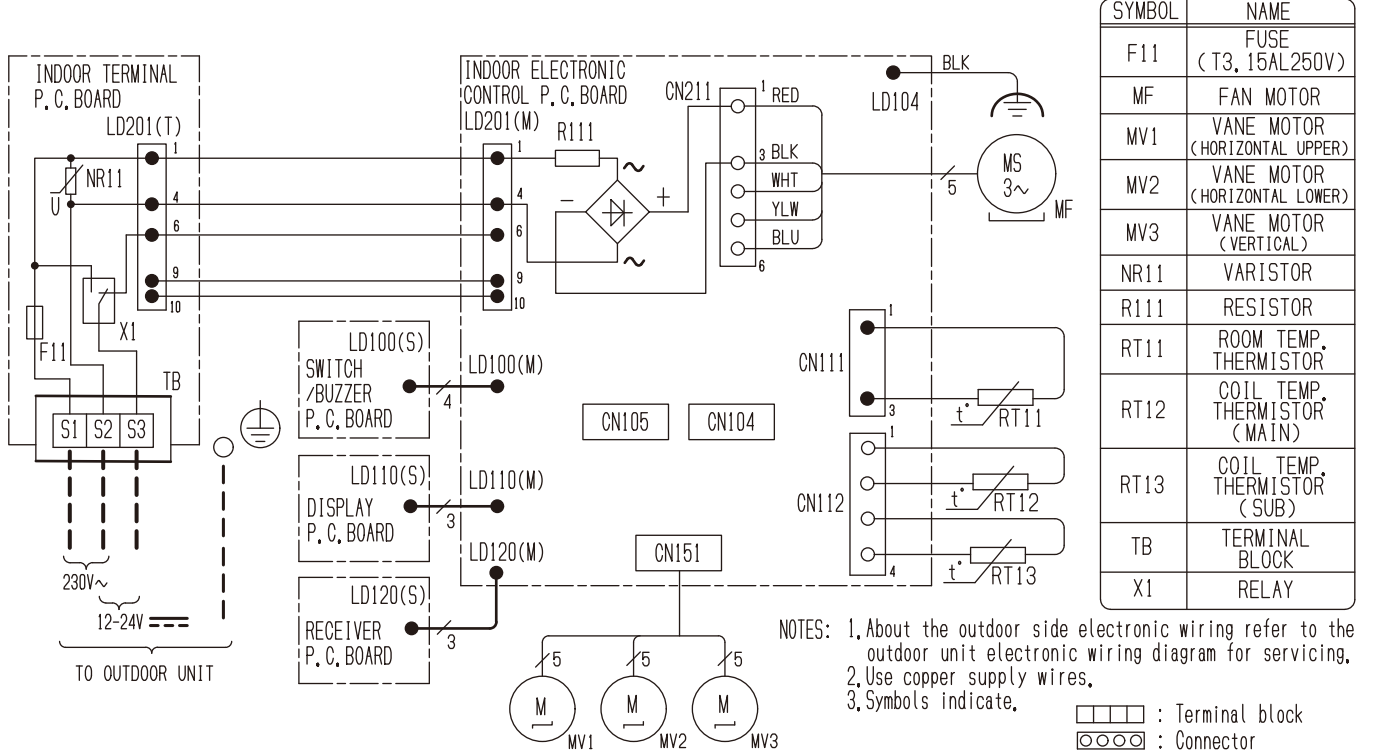 INDOOR TERMINAL
P.C.BOARD
LD201(T)
1
NR11
U
4
6
9
10
X1
F11
TB
S1 S2 S3
230V~
12-24V
TO OUTDOOR UNIT
INDOOR ELECTRONIC
CONTROL P.C.BOARD
LD201(M)
1
4
6
9
10
R111
~
+
−
~
CN211
1 RED
3 BLK
WHT
YLW
BLU
6
LD104
BLK
5
MS
3~
MF
LD100(S)
SWITCH
/BUZZER
P.C.BOARD
4
LD100(M)
LD110(S)
DISPLAY
P.C.BOARD
3
LD110(M)
LD120(S)
RECEIVER
P.C.BOARD
3
LD120(M)
CN105
CN104
CN151
CN111
1
3
t°
RT11
CN112
1
4
t°
RT12
t°
RT13
5
5
5
M
M
M
MV1
MV2
MV3
SYMBOL NAME
F11 FUSE
(T3.15AL250V)
MF FAN MOTOR
MV1 VANE MOTOR
(HORIZONTAL UPPER)
MV2 VANE MOTOR
(HORIZONTAL LOWER)
MV3 VANE MOTOR
(VERTICAL)
NR11 VARISTOR
R111 RESISTOR
RT11 ROOM TEMP.
THERMISTOR
RT12 COIL TEMP.
THERMISTOR
(MAIN)
RT13 COIL TEMP.
THERMISTOR
(SUB)
TB TERMINAL
BLOCK
X1 RELAY
NOTES: 1.About the outdoor side electronic wiring refer to the
outdoor unit electronic wiring diagram for servicing.
2.Use copper supply wires.
3.Symbols indicate.
: Terminal block
: Connector